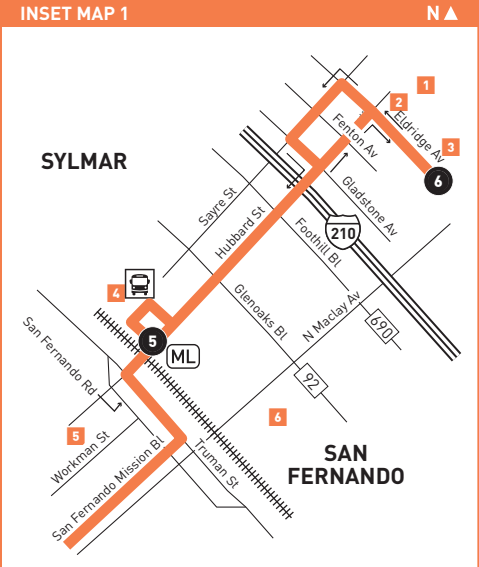 INSET MAP 1
N
1
2
Eldridge Av
Fenton Av
3
6
SYLMAR
Sayre St
Gladstone Av
Hubbard St
210
Foothill Bl
4
Glenoaks Bl
N Maclay Av
690
5
ML
San Fernando Rd
92
6
5
Workman St
San Fernando Mission Bl
Truman St
SAN
FERNANDO